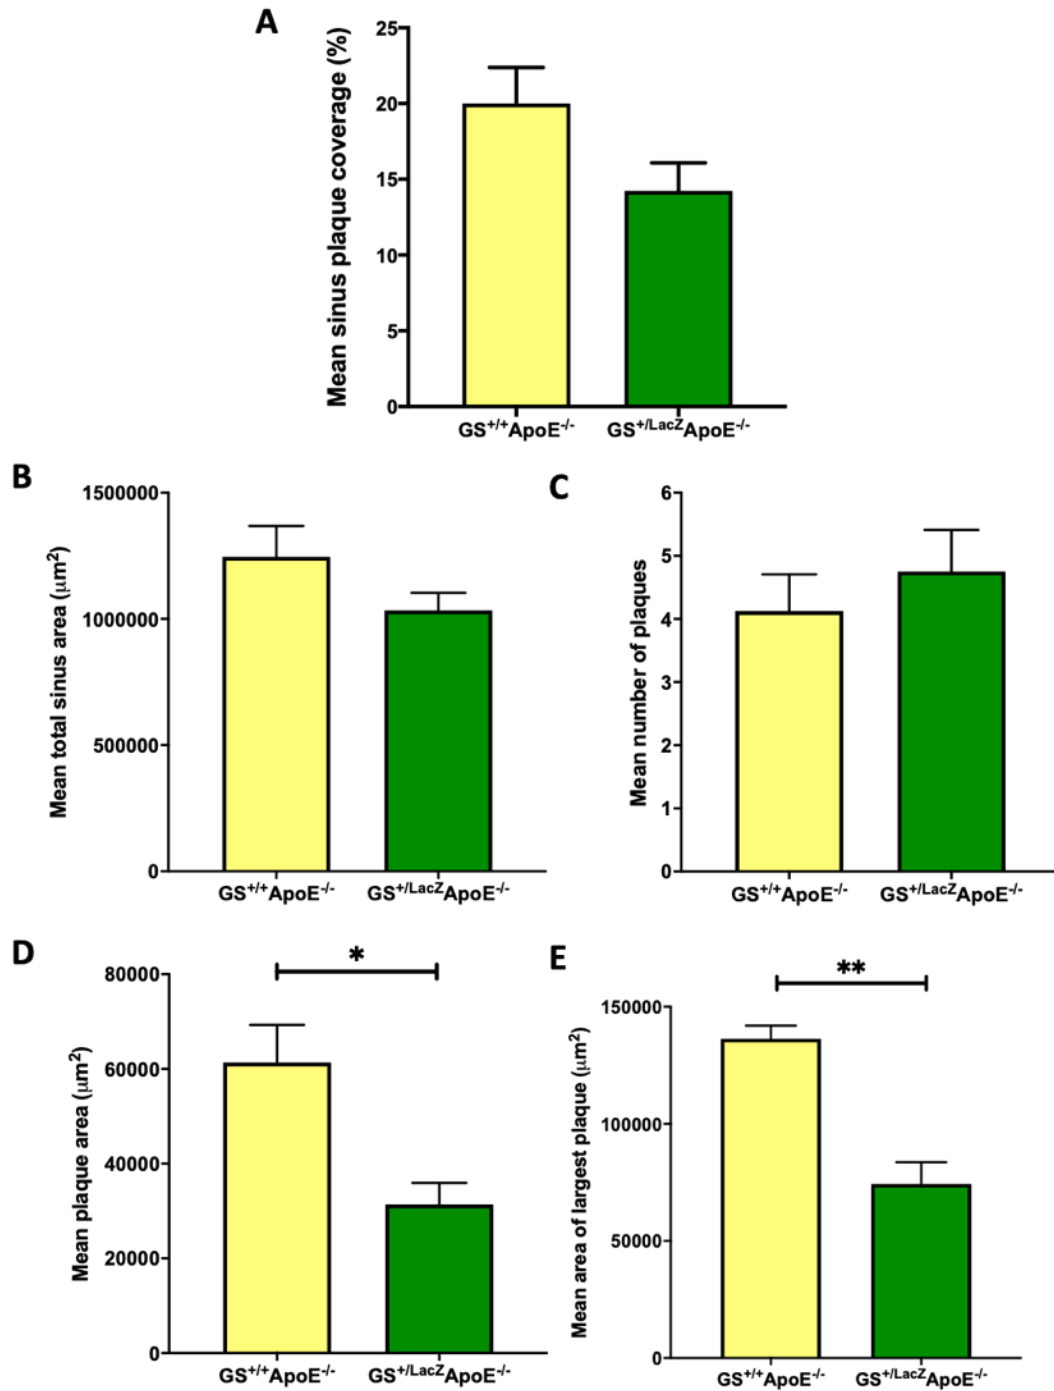 A
Mean sinus plaque coverage (%)
25
20
15
10
5
0
GS+/+ApoE-/- GS+/LacZApoE-/-
B
Mean total sinus area (μm2)
1500000
1000000
500000
0
GS+/+ApoE-/- GS+/LacZApoE-/-
C
Mean number of plaques
6
5
4
3
2
1
0
GS+/+ApoE-/- GS+/LacZApoE-/-
D
*
Mean plaque area (μm2)
80000
60000
40000
20000
0
GS+/+ApoE-/- GS+/LacZApoE-/-
E
**
Mean area of largest plaque (μm2)
150000
100000
50000
0
GS+/+ApoE-/- GS+/LacZApoE-/-